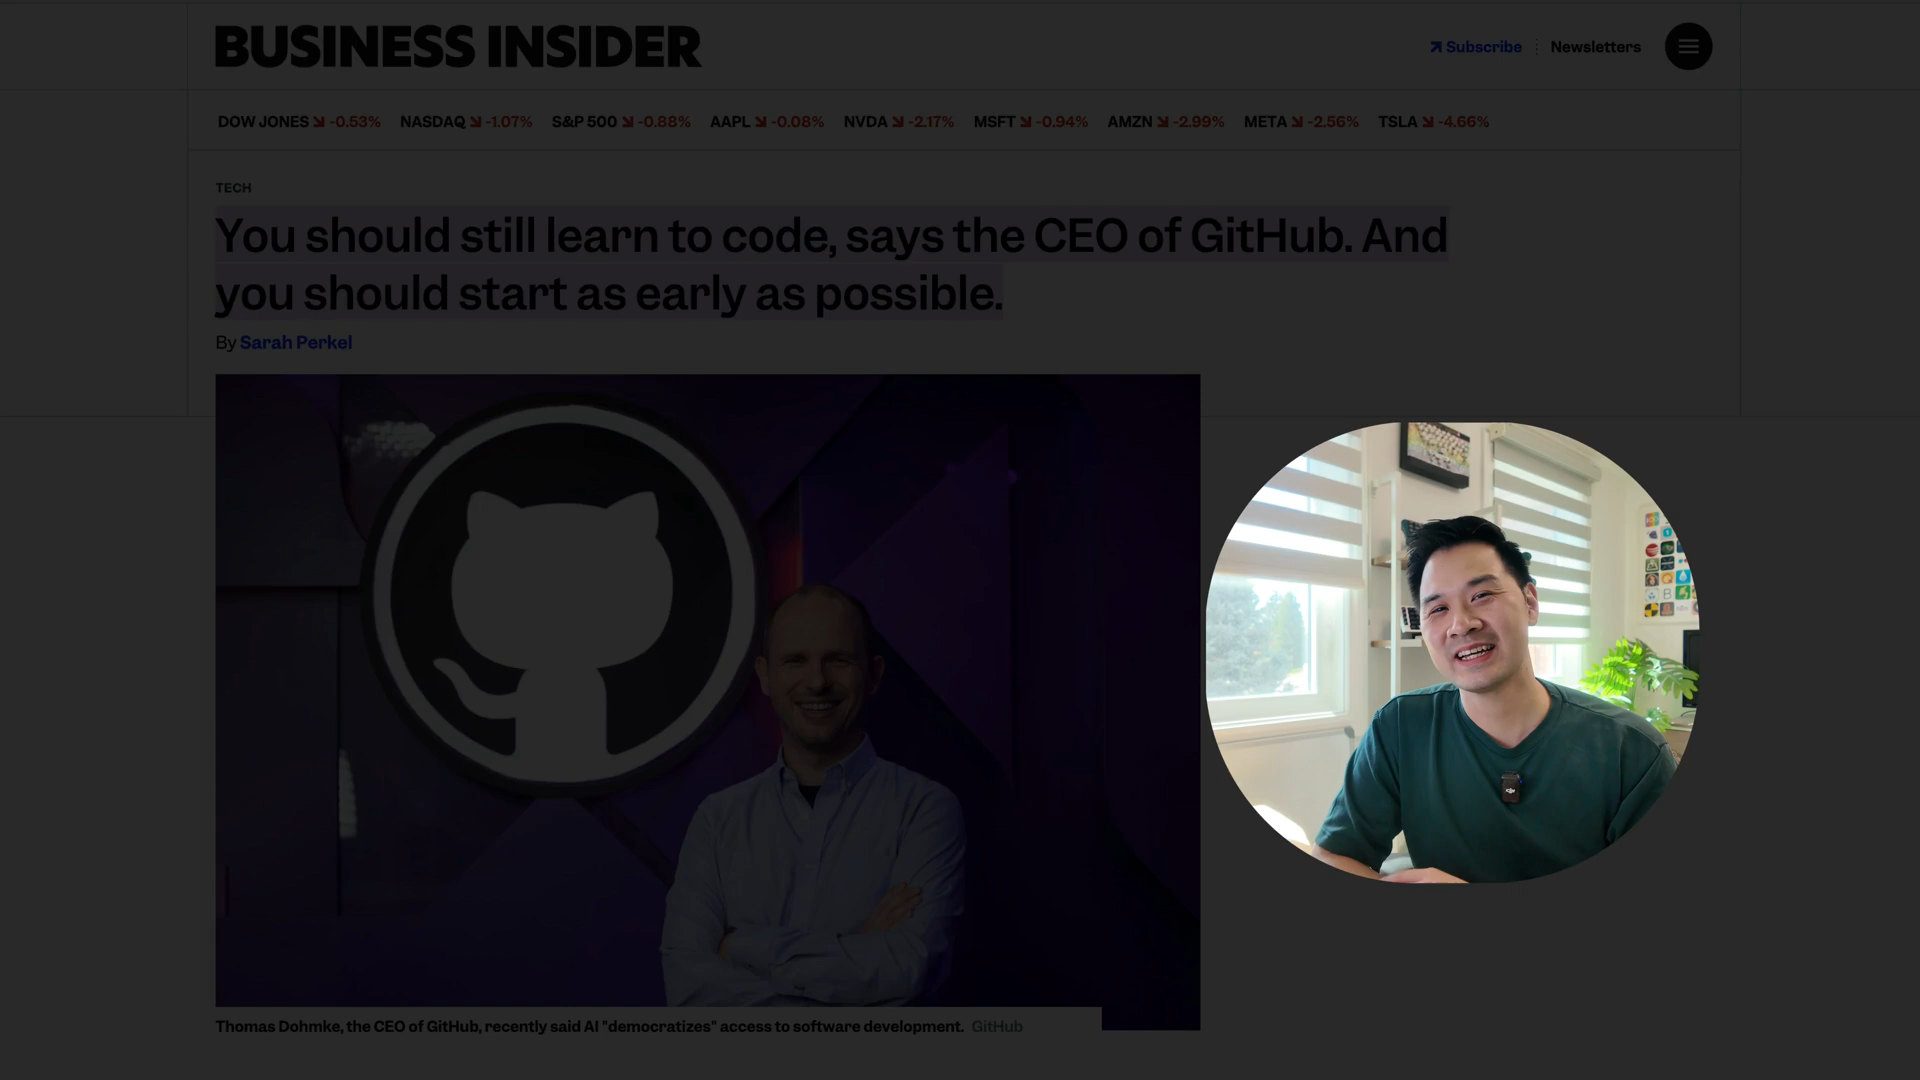 BUSINESS INSIDER
Subscribe
Newsletters
DOW JONES -0.53% NASDAQ -1.07% S&P 500 -0.88% AAPL -0.08% NVDA -2.17% MSFT -0.94% AMZN -2.99% META -2.56% TSLA -4.66%
TECH
You should still learn to code, says the CEO of GitHub. And
you should start as early as possible.
By Sarah Perkel
Thomas Dohmke, the CEO of GitHub, recently said AI "democratizes" access to software development. GitHub